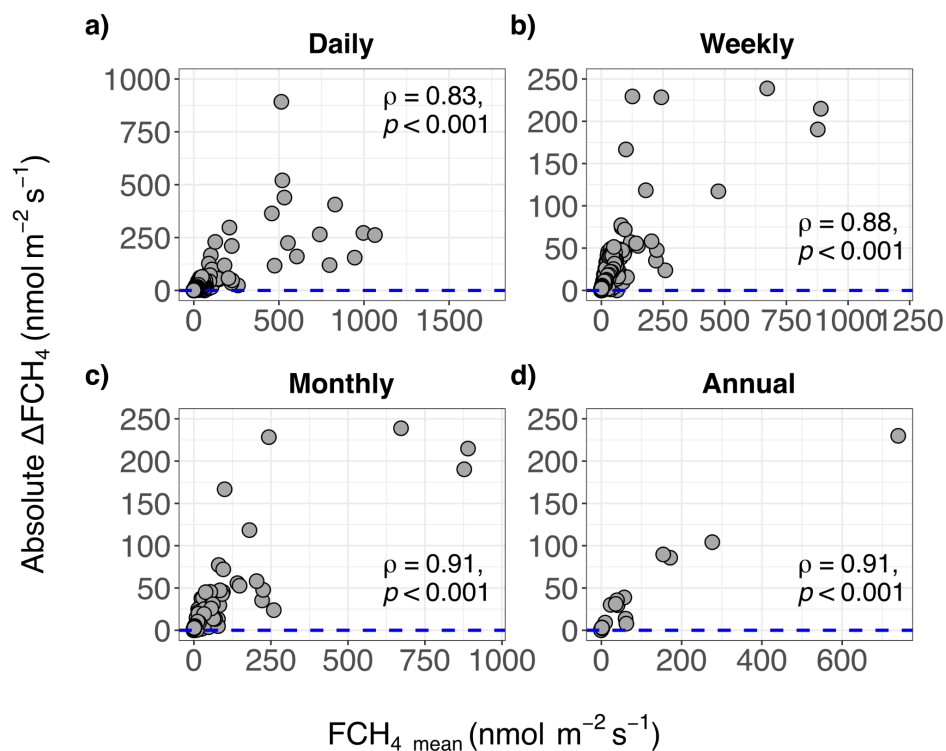 a)
Daily
1000
750
500
250
0
0 500 1000 1500
ρ = 0.83,
p < 0.001
b)
Weekly
250
200
150
100
50
0
0 250 500 750 1000 1250
ρ = 0.88,
p < 0.001
c)
Monthly
250
200
150
100
50
0
0 250 500 750 1000
ρ = 0.91,
p < 0.001
d)
Annual
250
200
150
100
50
0
0 200 400 600
ρ = 0.91,
p < 0.001
Absolute ΔFCH₄ (nmol m⁻² s⁻¹)
FCH₄ mean (nmol m⁻² s⁻¹)